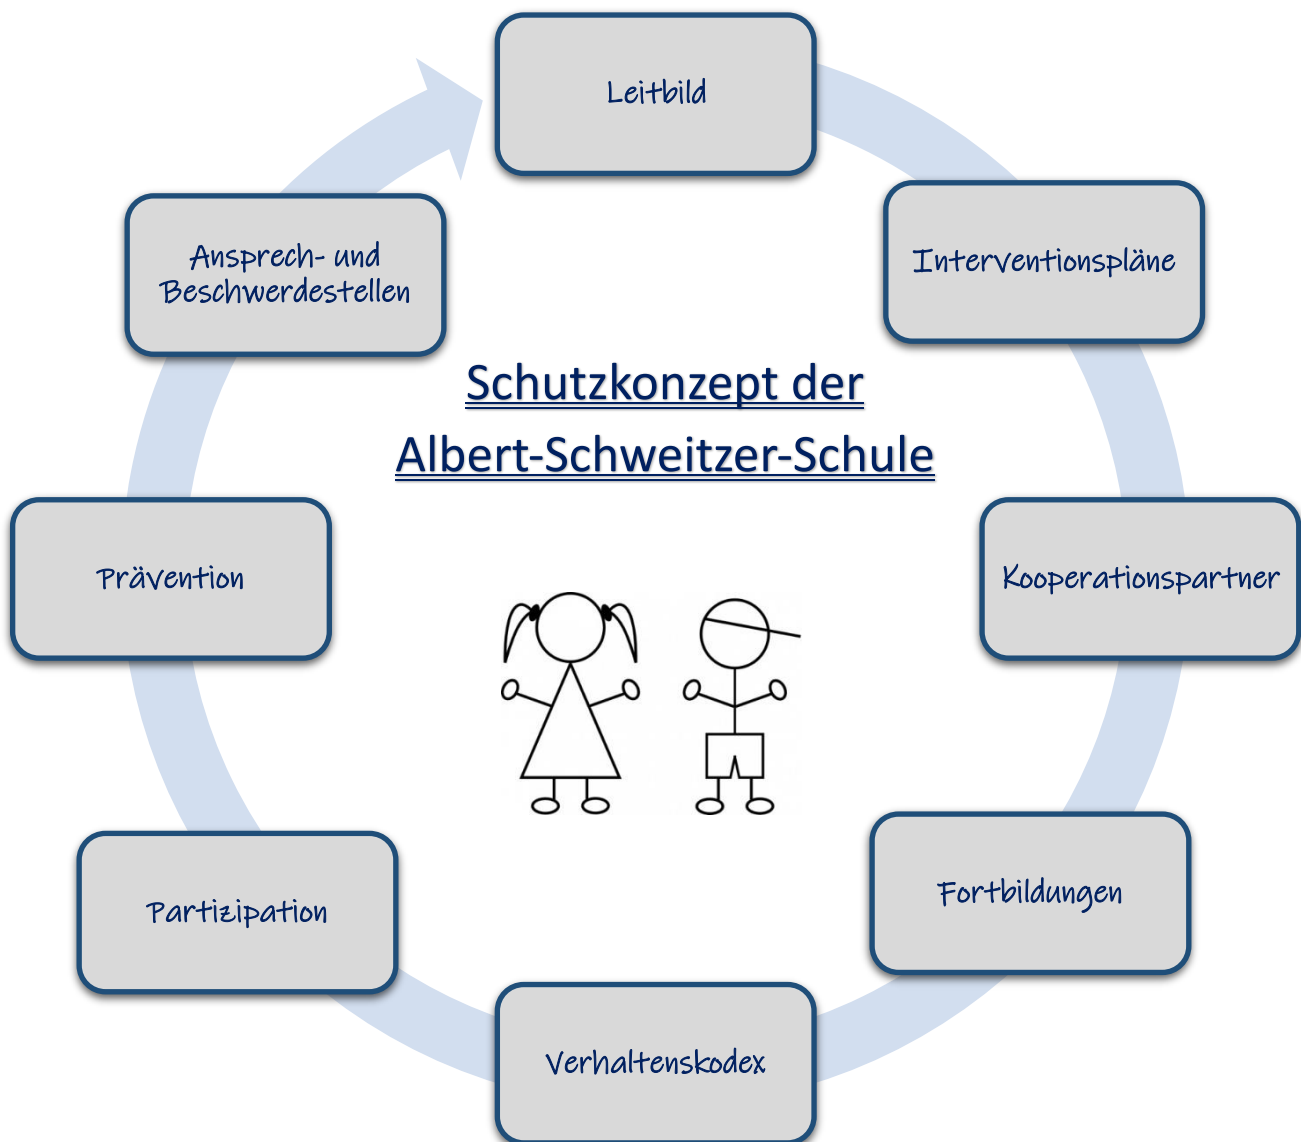 Leitbild
Interventionspläne
Ansprech- und
Beschwerdestellen
Schutzkonzept der
Albert-Schweitzer-Schule
Kooperationspartner
Prävention
Fortbildungen
Partizipation
Verhaltenskodex